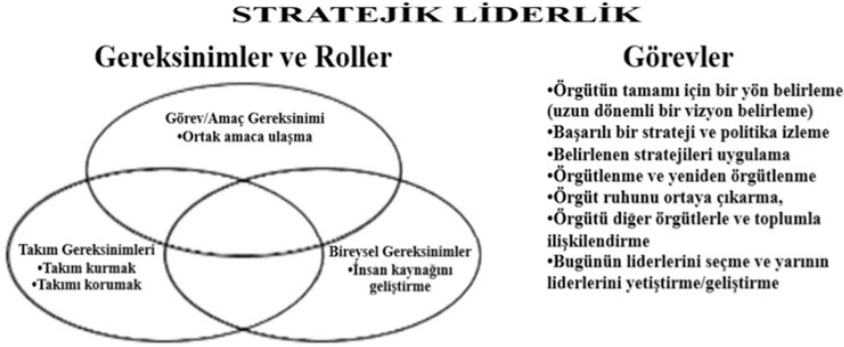 STRATEJİK LİDERLİK
Gereksinimler ve Roller
Görev/Amaç Gereksinimi
•Ortak amaca ulaşma
Takım Gereksinimleri
•Takım kurmak
•Takımı korumak
Bireysel Gereksinimler
•İnsan kaynağını
geliştirme
Görevler
•Örgütün tamamı için bir yön belirleme
(uzun dönemli bir vizyon belirleme)
•Başarılı bir strateji ve politika izleme
•Belirlenen stratejileri uygulama
•Örgütlenme ve yeniden örgütlenme
•Örgüt ruhunu ortaya çıkarma,
•Örgütü diğer örgütlerle ve toplumla
ilişkilendirme
•Bugünün liderlerini seçme ve yarının
liderlerini yetiştirme/geliştirme